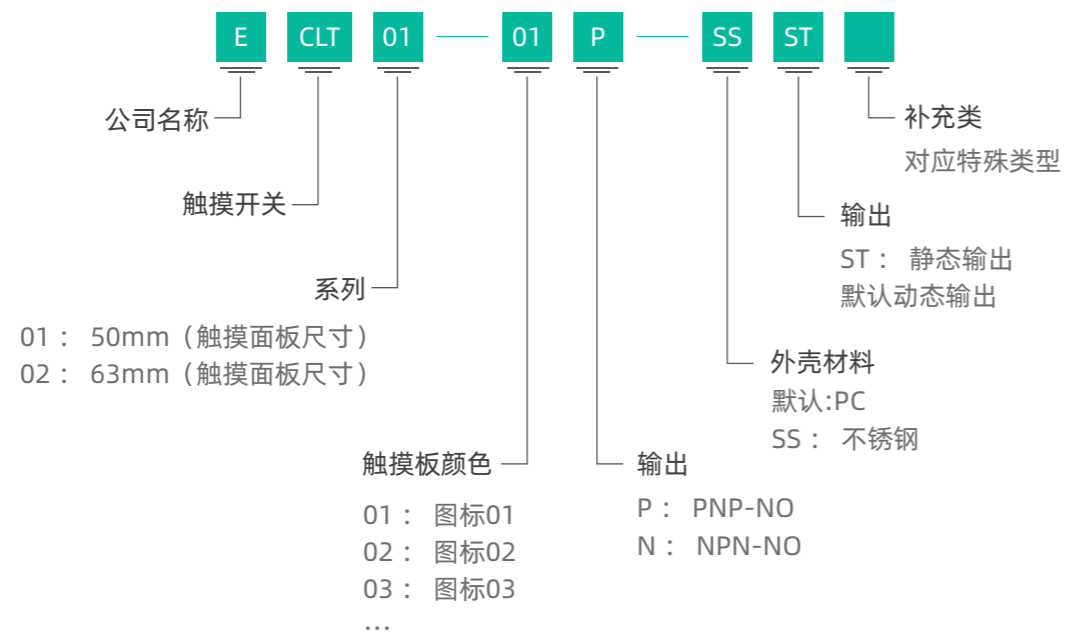 E CLT 01 01 P SS ST
公司名称
补充类
对应特殊类型
触摸开关
输出
ST： 静态输出
默认动态输出
系列
01： 50mm（触摸面板尺寸）
02： 63mm（触摸面板尺寸）
外壳材料
默认:PC
SS： 不锈钢
触摸板颜色
01： 图标01
02： 图标02
03： 图标03
…
输出
P： PNP-NO
N： NPN-NO